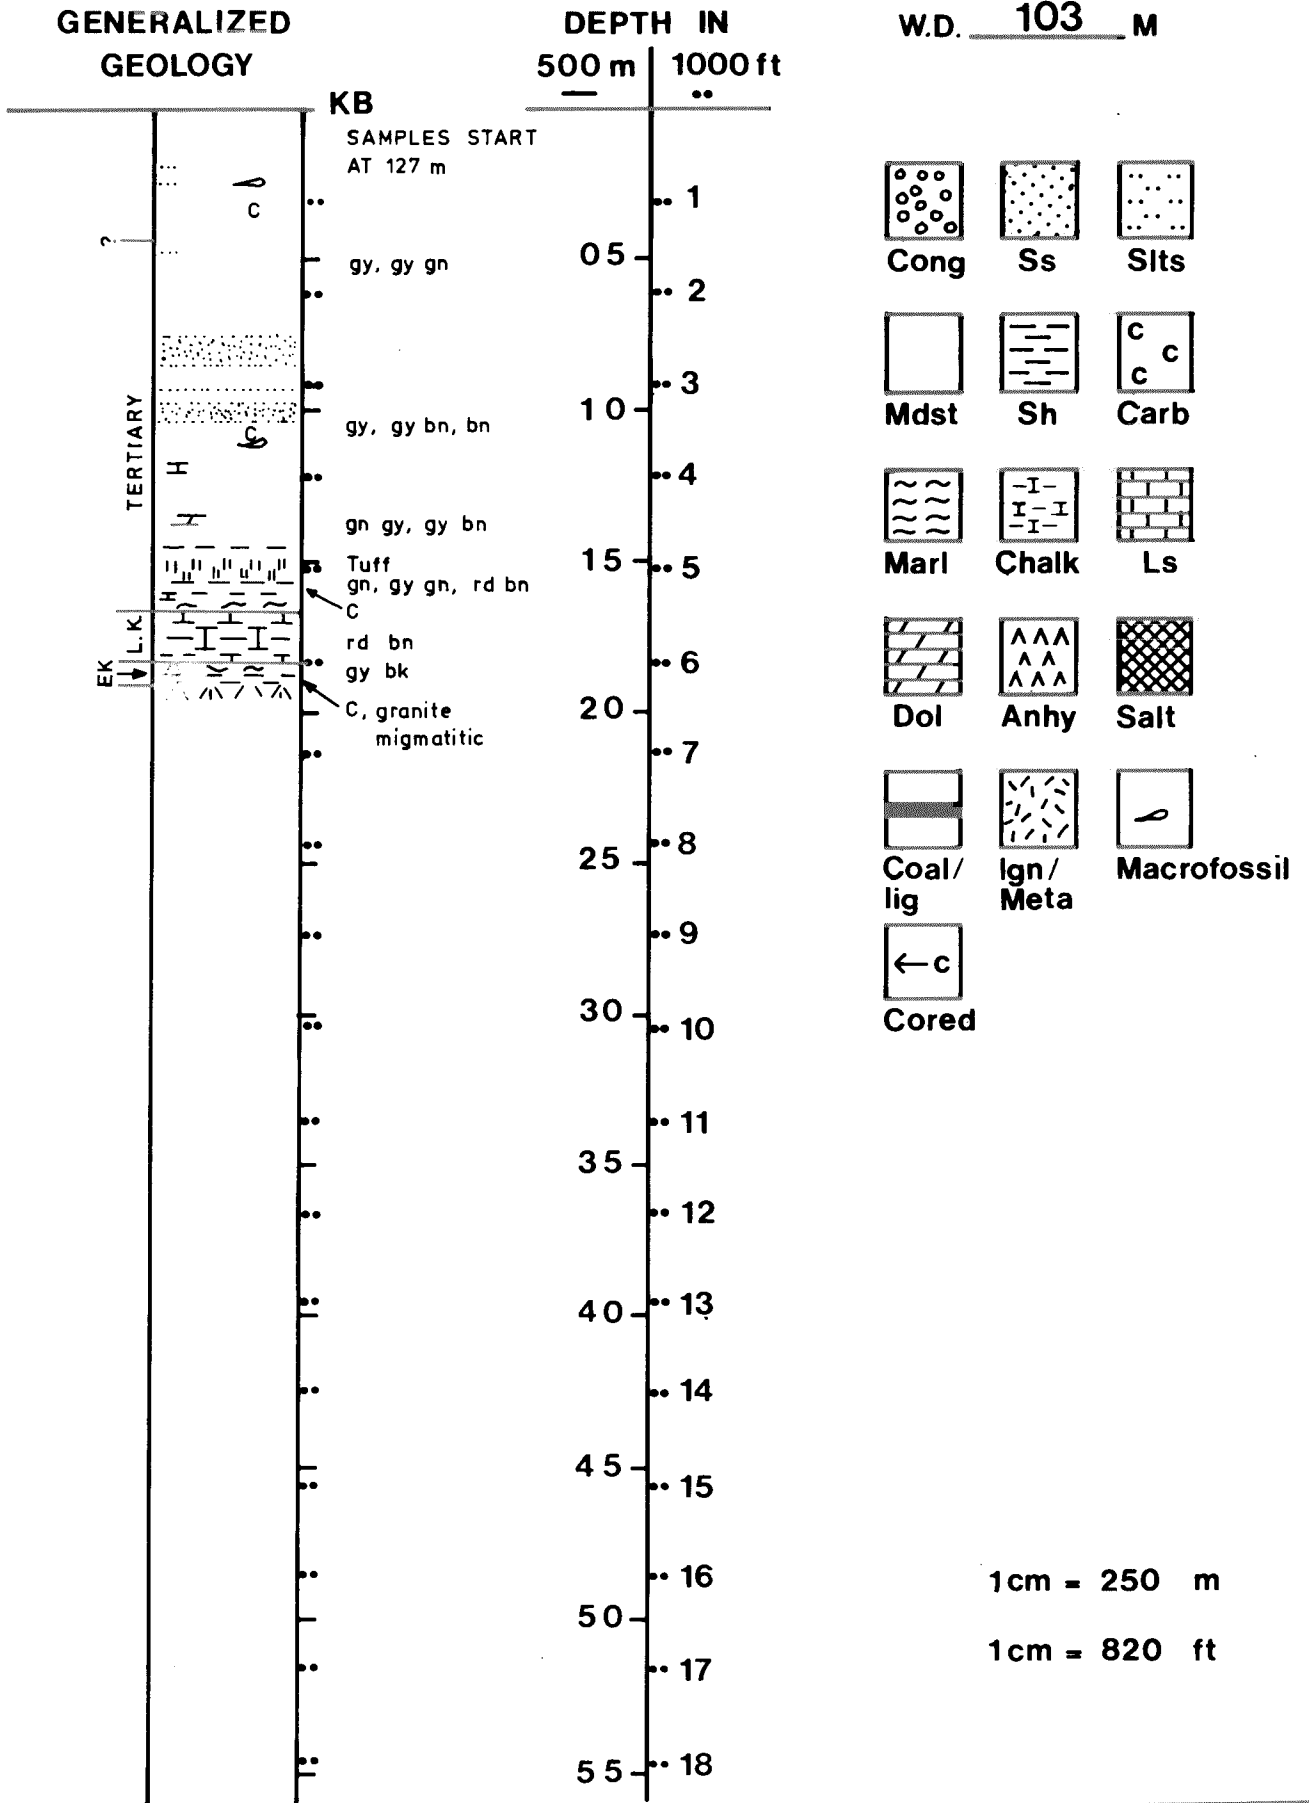 GENERALIZED
GEOLOGY
DEPTH IN
500 m 1000 ft
W.D. 103 M
KB
SAMPLES START
AT 127 m
C
?
gy, gy gn
C
gy, gy bn, bn
gn gy, gy bn
Tuff
gn, gy gn, rd bn
C
rd bn
gy bk
C, granite
migmatitic
TERTIARY
L.K.
EK
1
05
2
3
10
4
15
5
6
20
7
8
25
9
30
10
11
35
12
13
40
14
45
15
16
50
17
18
55
Cong Ss Slts
C
C
C
Mdst Sh Carb
Marl Chalk Ls
Dol Anhy Salt
Coal/ Ign/ Macrofossil
lig Meta
←C
Cored
1cm = 250 m
1cm = 820 ft